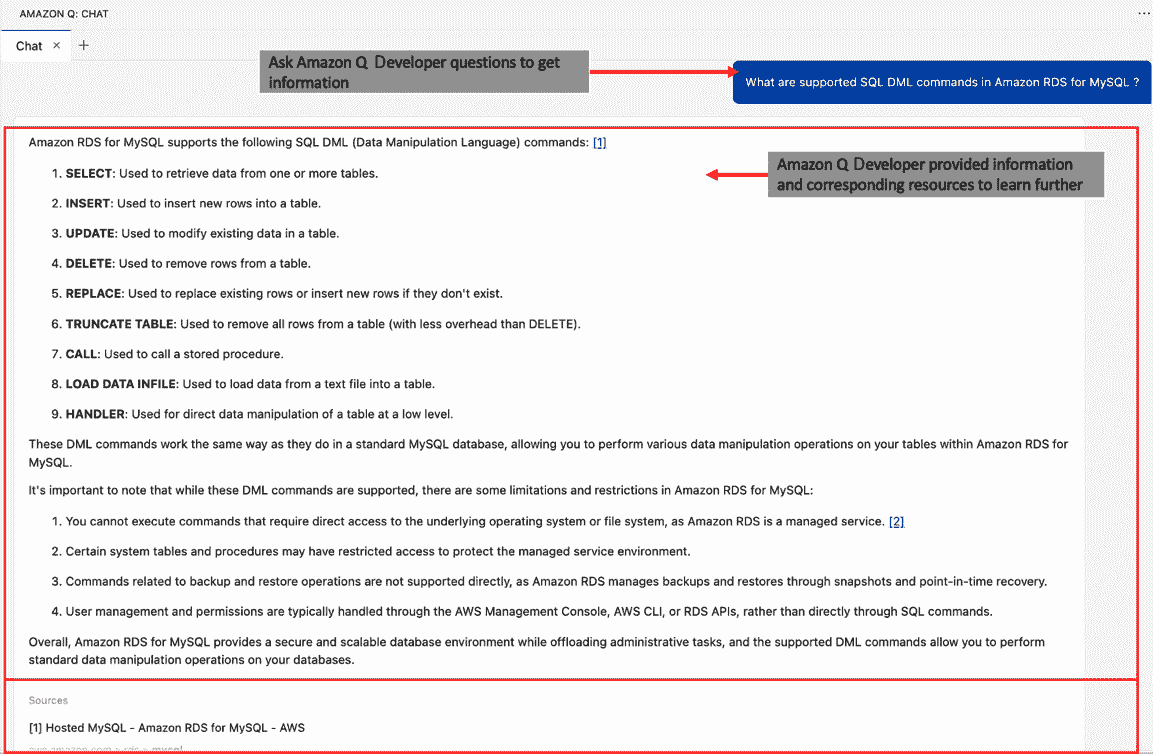 AMAZON Q: CHAT
Chat
Ask Amazon Q Developer questions to get
information
What are supported SQL DML commands in Amazon RDS for MySQL ?
Amazon RDS for MySQL supports the following SQL DML (Data Manipulation Language) commands: [1]
Amazon Q Developer provided information
and corresponding resources to learn further
1. SELECT: Used to retrieve data from one or more tables.
2. INSERT: Used to insert new rows into a table.
3. UPDATE: Used to modify existing data in a table.
4. DELETE: Used to remove rows from a table.
5. REPLACE: Used to replace existing rows or insert new rows if they don't exist.
6. TRUNCATE TABLE: Used to remove all rows from a table (with less overhead than DELETE).
7. CALL: Used to call a stored procedure.
8. LOAD DATA INFILE: Used to load data from a text file into a table.
9. HANDLER: Used for direct data manipulation of a table at a low level.
These DML commands work the same way as they do in a standard MySQL database, allowing you to perform various data manipulation operations on your tables within Amazon RDS for
MySQL.
It's important to note that while these DML commands are supported, there are some limitations and restrictions in Amazon RDS for MySQL:
1. You cannot execute commands that require direct access to the underlying operating system or file system, as Amazon RDS is a managed service. [2]
2. Certain system tables and procedures may have restricted access to protect the managed service environment.
3. Commands related to backup and restore operations are not supported directly, as Amazon RDS manages backups and restores through snapshots and point-in-time recovery.
4. User management and permissions are typically handled through the AWS Management Console, AWS CLI, or RDS APIs, rather than directly through SQL commands.
Overall, Amazon RDS for MySQL provides a secure and scalable database environment while offloading administrative tasks, and the supported DML commands allow you to perform
standard data manipulation operations on your databases.
Sources
[1] Hosted MySQL - Amazon RDS for MySQL - AWS